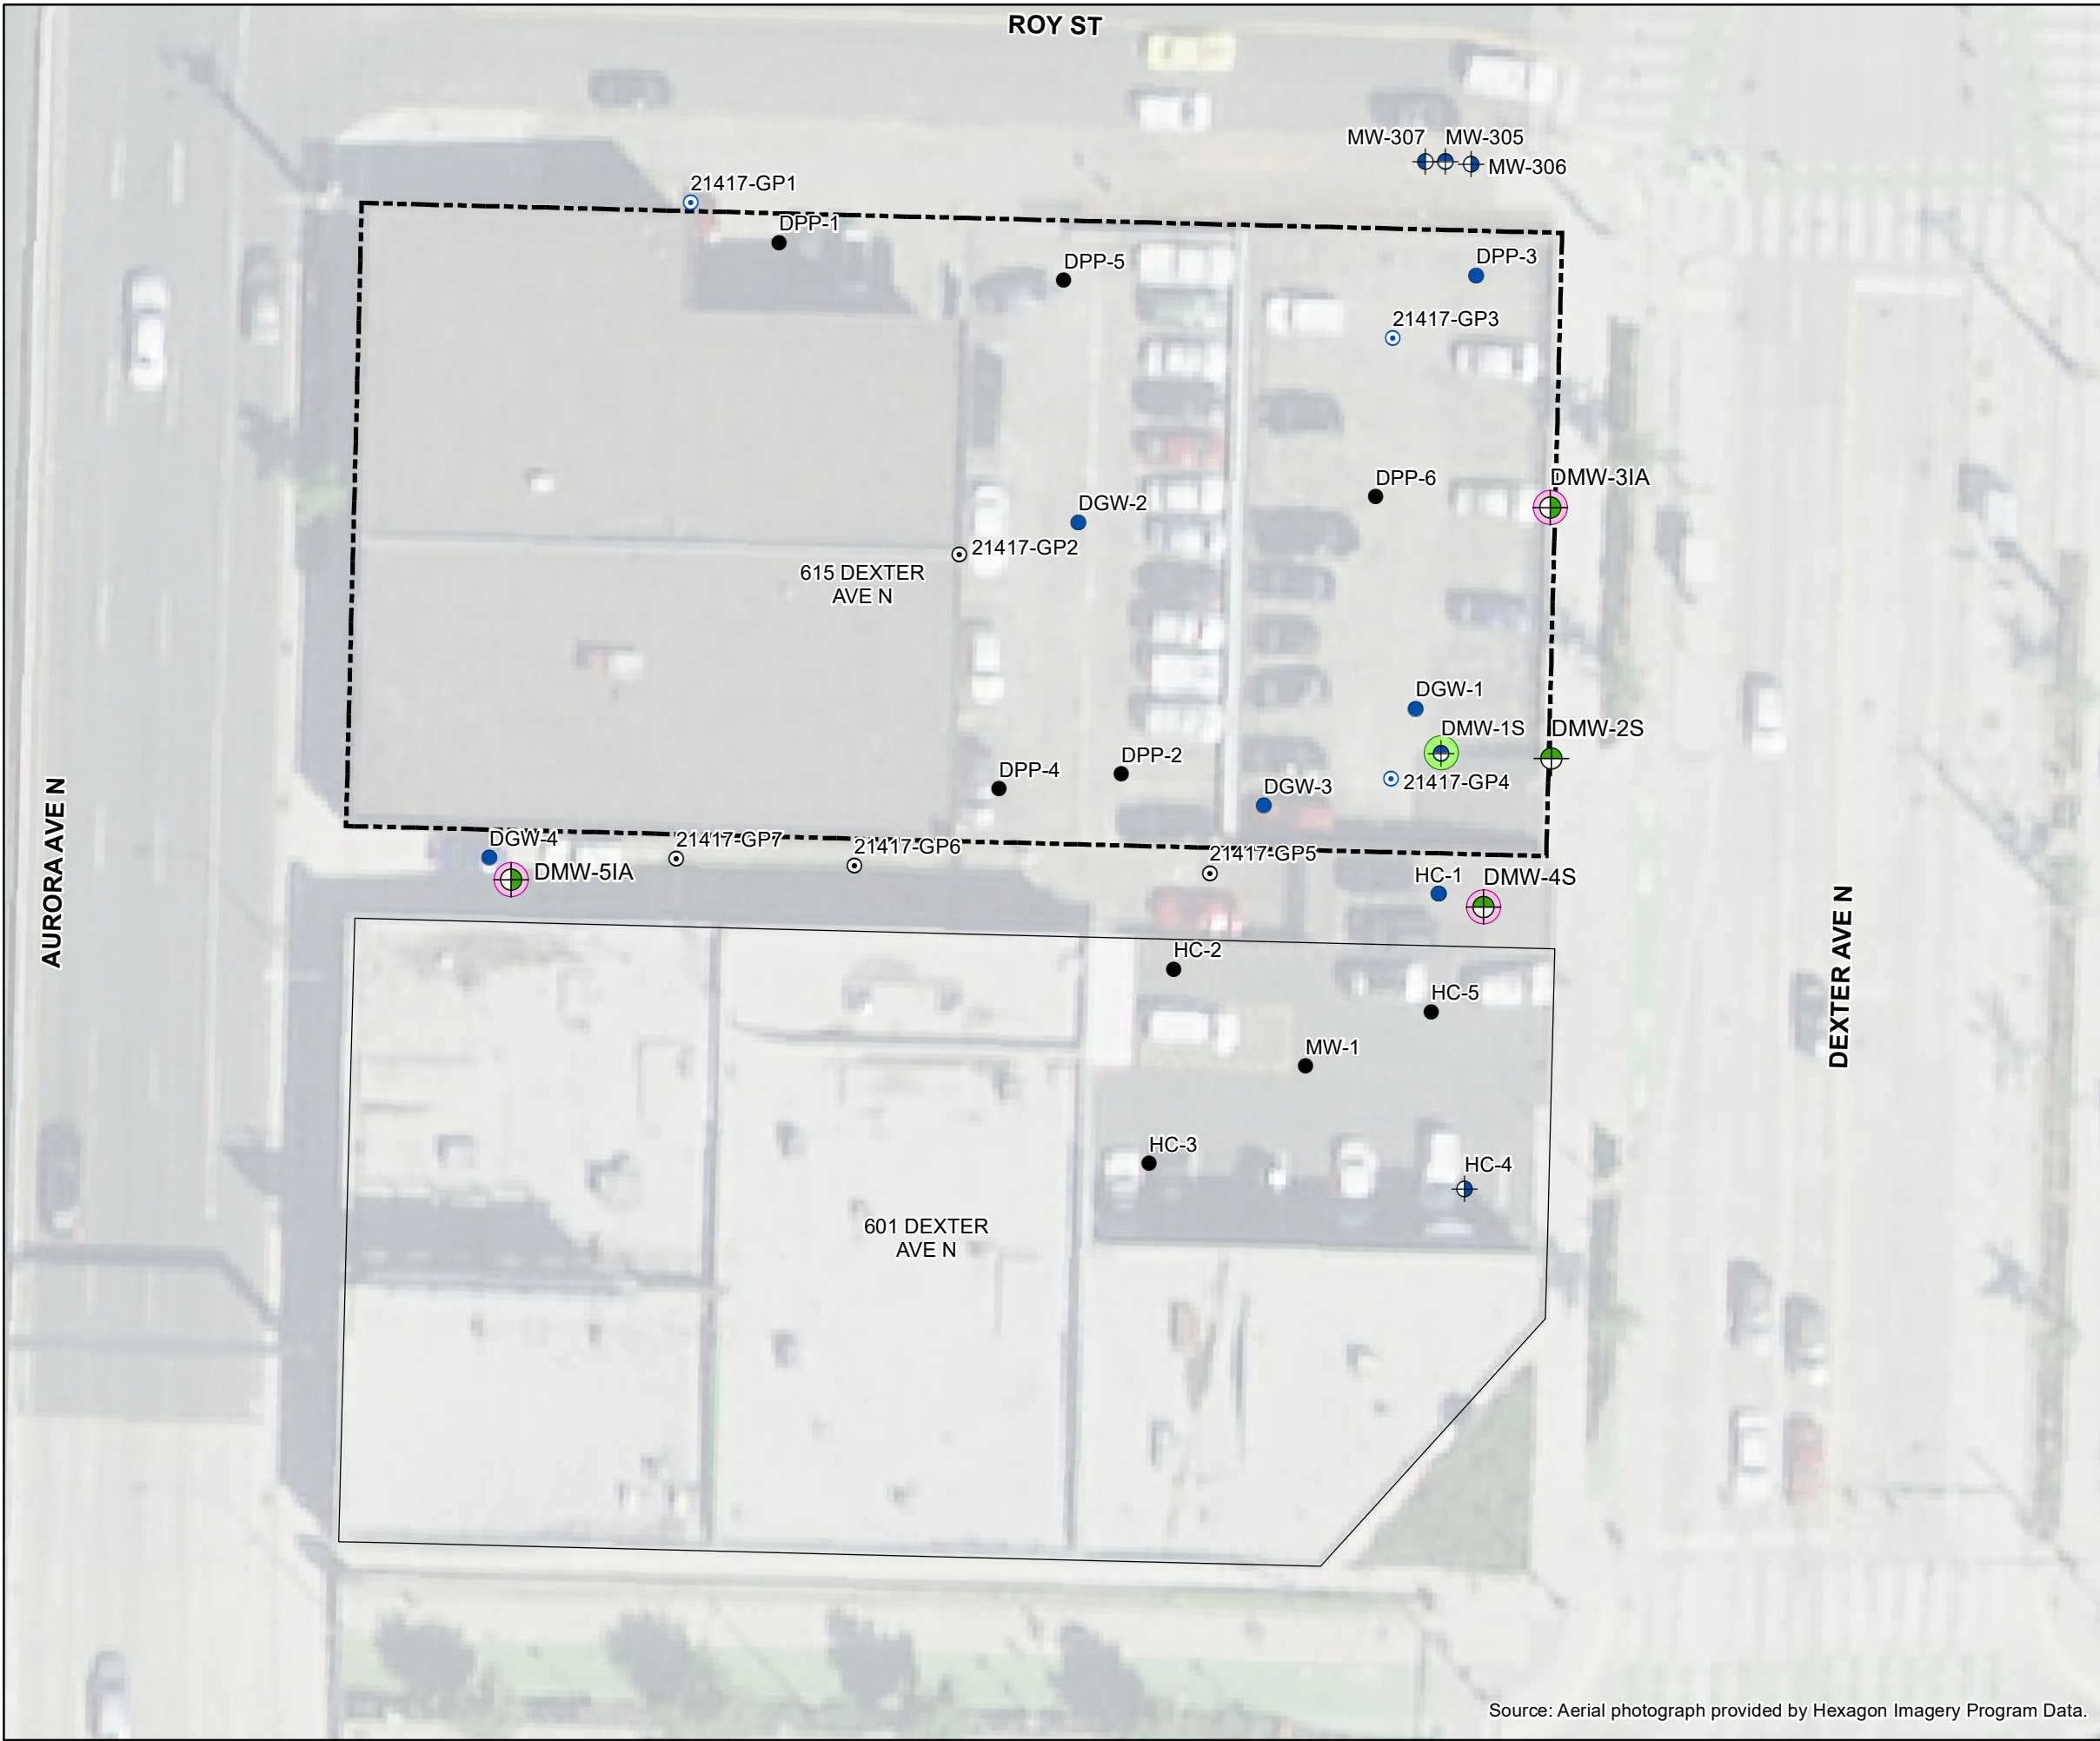 ROY ST
MW-307
MW-305
MW-306
21417-GP1
DPP-1
DPP-5
DPP-3
21417-GP3
DPP-6
DMW-3IA
DGW-2
21417-GP2
615 DEXTER
AVE N
DGW-1
DMW-1S
DMW-2S
DPP-4
DPP-2
21417-GP4
DGW-3
DGW-4
21417-GP7
21417-GP6
21417-GP5
DMW-5IA
HC-1
DMW-4S
AURORA AVE N
DEXTER AVE N
HC-2
HC-5
MW-1
HC-3
HC-4
601 DEXTER
AVE N
Source: Aerial photograph provided by Hexagon Imagery Program Data.